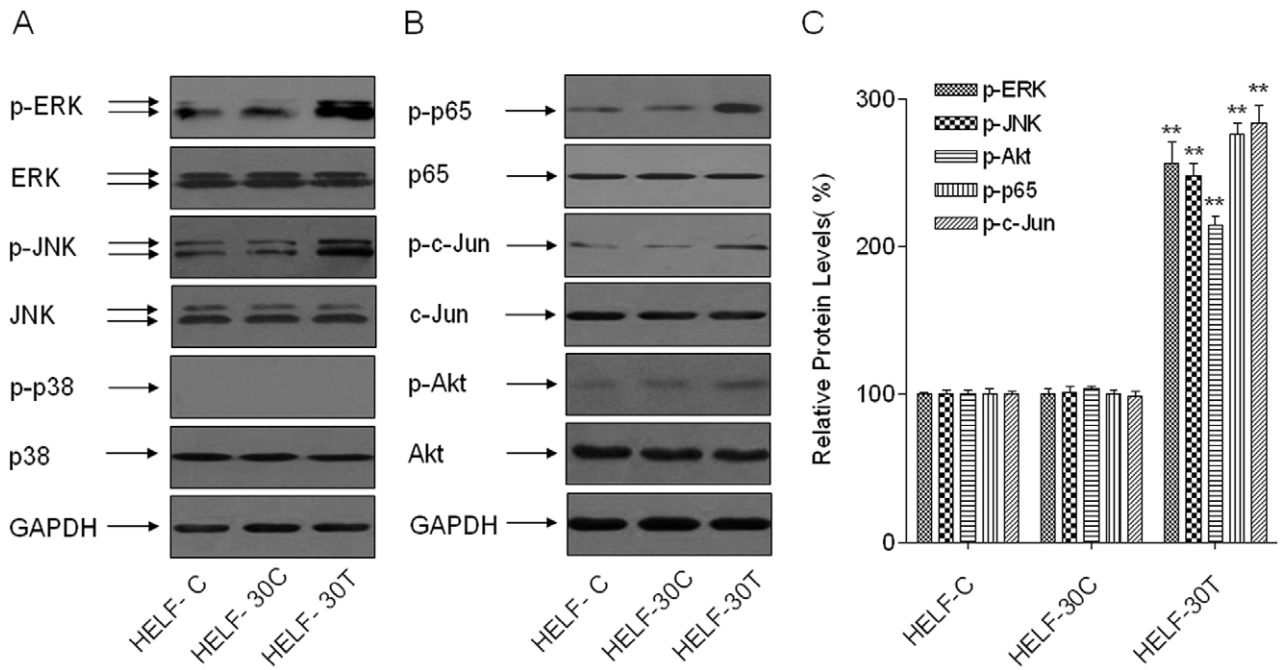 A
p-ERK
ERK
p-JNK
JNK
p-p38
p38
GAPDH
HELF- C
HELF- 30C
HELF- 30T
B
p-p65
p65
p-c-Jun
c-Jun
p-Akt
Akt
GAPDH
HELF- C
HELF-30C
HELF-30T
C
Relative Protein Levels( %)
300
200
100
0
p-ERK
p-JNK
p-Akt
p-p65
p-c-Jun
** ** ** ** **
HELF-C
HELF-30C
HELF-30T